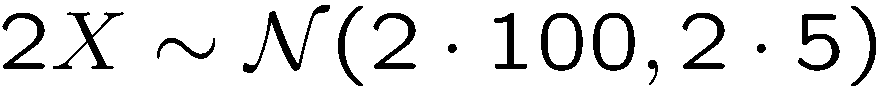 2X ∼ 𝒩(2 · 100, 2 · 5)